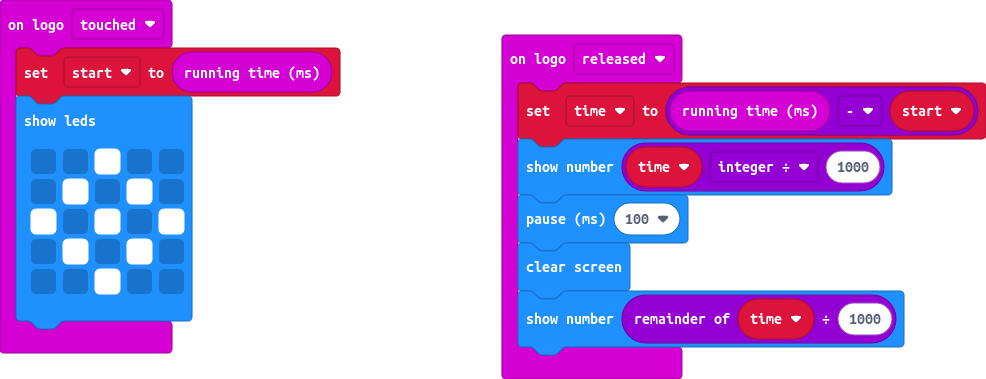 on logo touched
set start to running time (ms)
show leds
on logo released
set time to running time (ms) - start
show number time integer ÷ 1000
pause (ms) 100
clear screen
show number remainder of time ÷ 1000